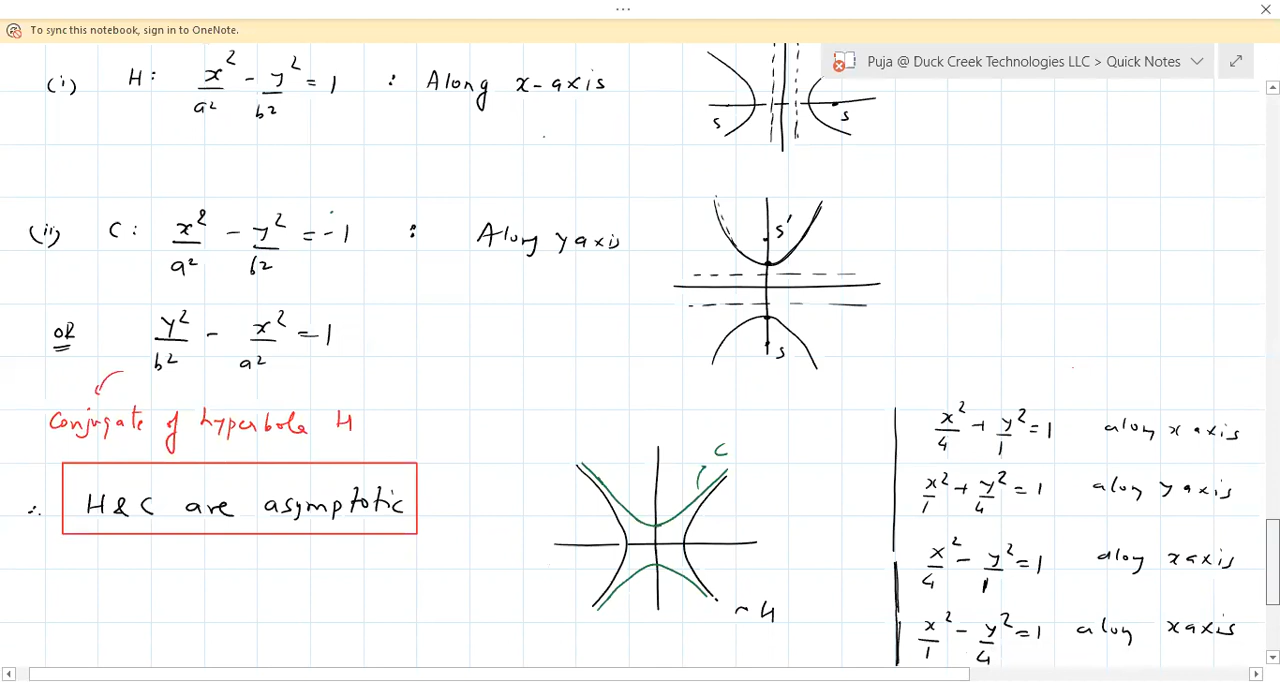 ...
To sync this notebook, sign in to OneNote.
Puja @ Duck Creek Technologies LLC > Quick Notes
(i) H: x²/a² - y²/b² = 1 : Along x-axis
S S
(ii) C: x²/a² - y²/b² = -1 : Along y axis
S'
S
OR y²/b² - x²/a² = 1
Conjugate of hyperbola H
∴ H & C are asymptotic
C
~ H
x²/4 + y²/1 = 1 along x axis
x²/1 + y²/4 = 1 along y axis
x²/4 - y²/1 = 1 along x axis
x²/1 - y²/4 = 1 along x axis